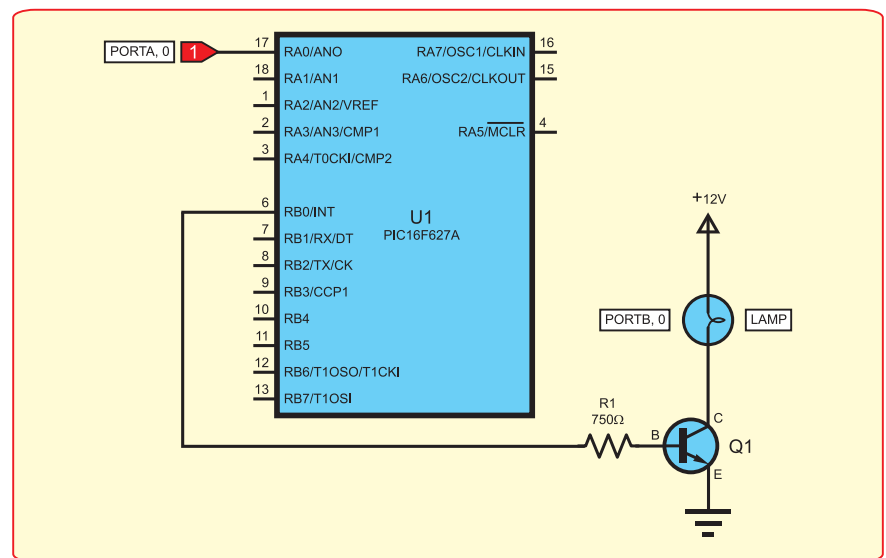 PORTA, 0
1
17
RA0/ANO
RA7/OSC1/CLKIN
16
18
RA1/AN1
RA6/OSC2/CLKOUT
15
1
RA2/AN2/VREF
2
RA3/AN3/CMP1
RA5/MCLR
4
3
RA4/T0CKI/CMP2
6
RB0/INT
U1
PIC16F627A
7
RB1/RX/DT
8
RB2/TX/CK
9
RB3/CCP1
10
RB4
11
RB5
12
RB6/T1OSO/T1CKI
13
RB7/T1OSI
+12V
PORTB, 0
LAMP
R1
750Ω
B
C
Q1
E